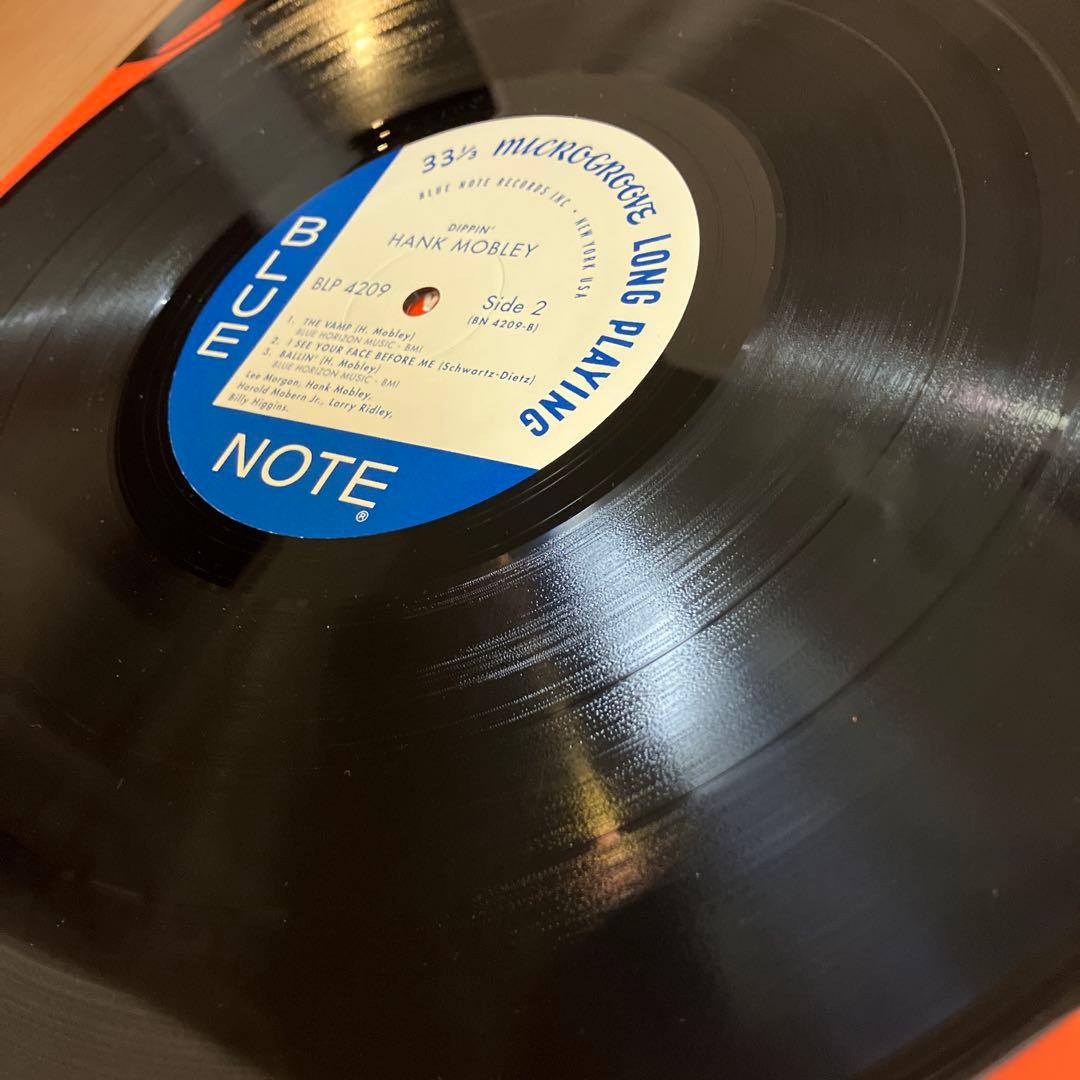 33⅓ MICROGROOVE LONG PLAYING
BLUE NOTE RECORDS INC • NEW YORK USA
DIPPIN'
HANK MOBLEY
BLP 4209
Side 2
(BN 4209-B)
1. THE VAMP (H. Mobley)
BLUE HORIZON MUSIC - BMI
2. I SEE YOUR FACE BEFORE ME (Schwartz-Dietz)
3. BALLIN' (H. Mobley)
BLUE HORIZON MUSIC - BMI
Lee Morgan, Hank Mobley,
Harold Mabern Jr., Larry Ridley,
Billy Higgins.
BLUE
NOTE
®